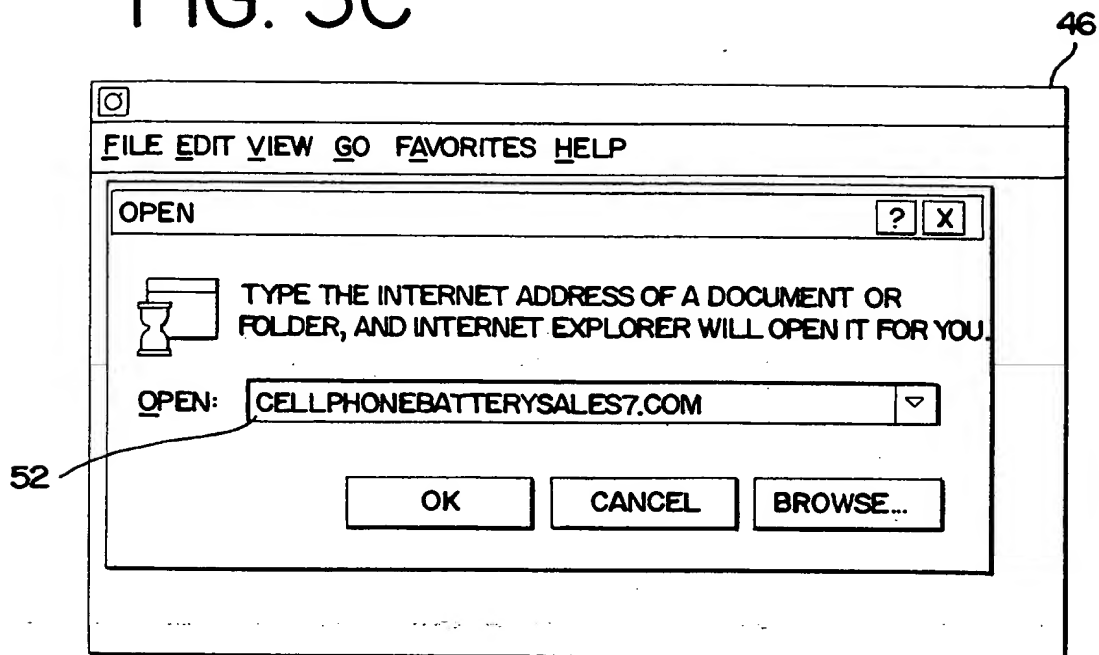 FIG. 5C
46
FILE EDIT VIEW GO FAVORITES HELP
OPEN
? X
TYPE THE INTERNET ADDRESS OF A DOCUMENT OR
FOLDER, AND INTERNET EXPLORER WILL OPEN IT FOR YOU.
OPEN: CELLPHONEBATTERYSALES7.COM
52
OK CANCEL BROWSE...